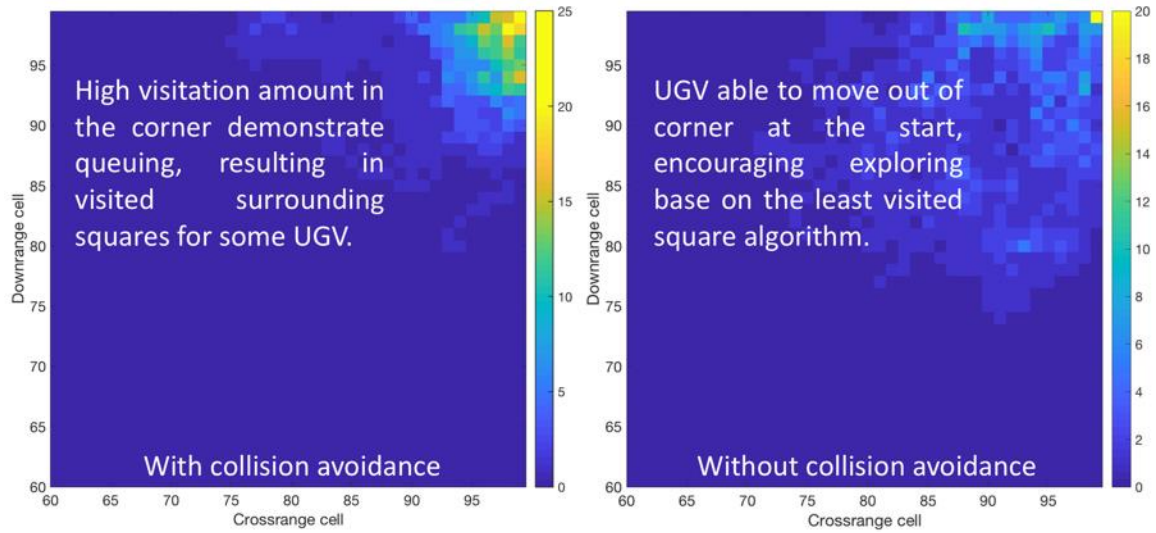 25
20
15
10
5
0
95
90
85
80
75
70
65
60
Downrange cell
High visitation amount in
the corner demonstrate
queuing, resulting in
visited surrounding
squares for some UGV.
With collision avoidance
60 65 70 75 80 85 90 95
Crossrange cell
20
18
16
14
12
10
8
6
4
2
0
95
90
85
80
75
70
65
60
Downrange cell
UGV able to move out of
corner at the start,
encouraging exploring
base on the least visited
square algorithm.
Without collision avoidance
60 65 70 75 80 85 90 95
Crossrange cell